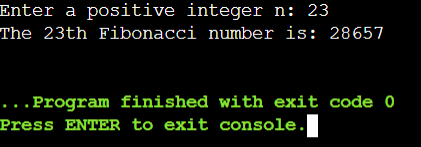 Enter a positive integer n: 23
The 23th Fibonacci number is: 28657
...Program finished with exit code 0
Press ENTER to exit console.